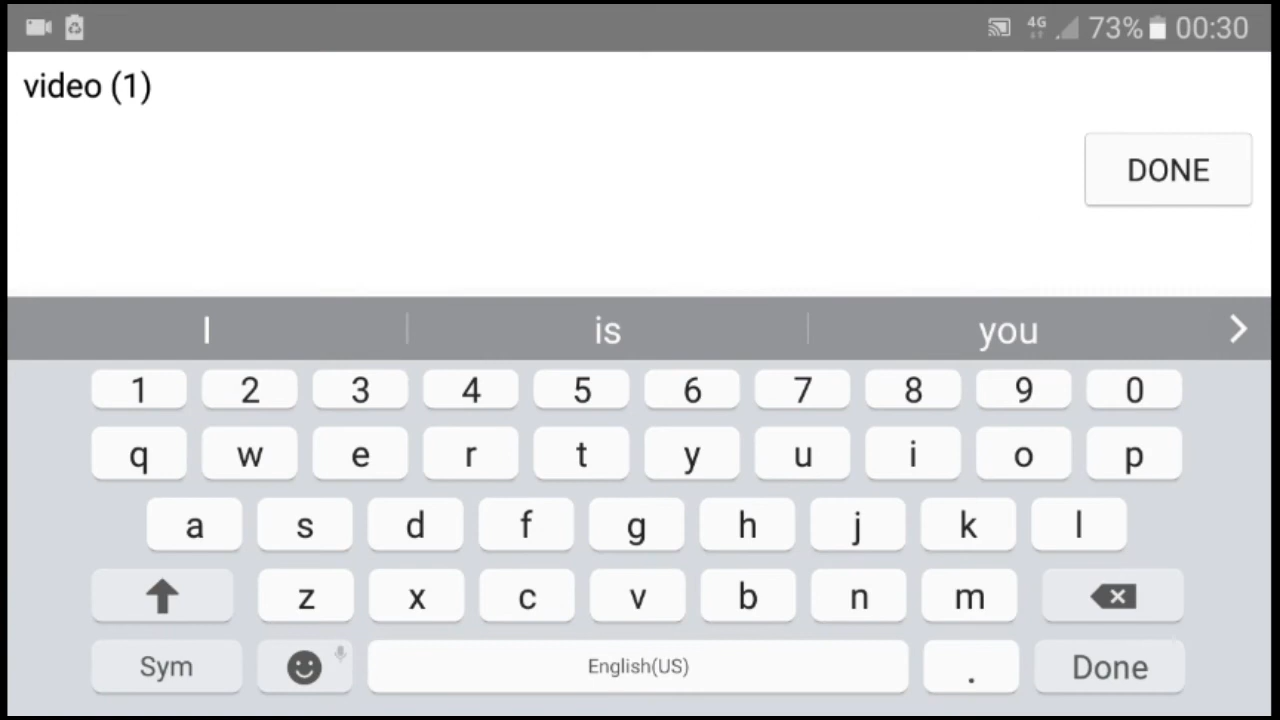 4G 73% 00:30
video (1)
DONE
I is you
1 2 3 4 5 6 7 8 9 0
q w e r t y u i o p
a s d f g h j k l
z x c v b n m
Sym English(US) . Done